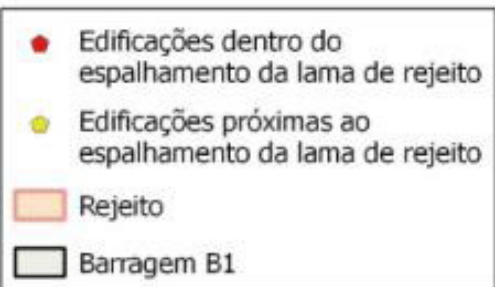 Edificações dentro do
espalhamento da lama de rejeito
Edificações próximas ao
espalhamento da lama de rejeito
Rejeito
Barragem B1